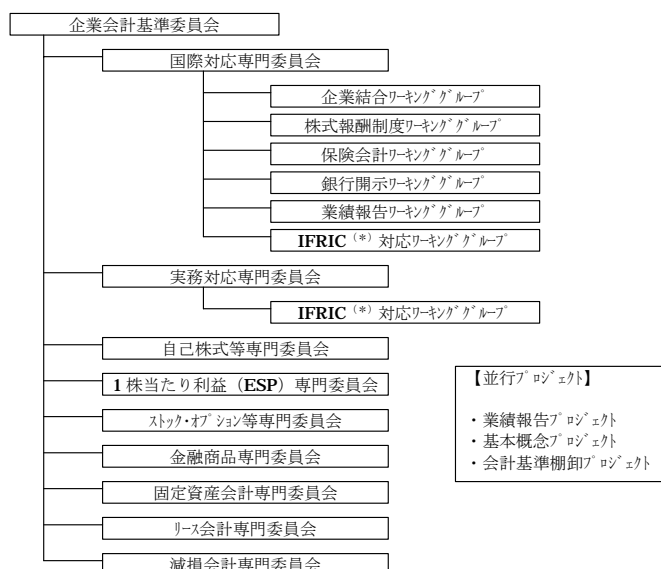 企業会計基準委員会
国際対応専門委員会
企業結合ﾜｰｷﾝｸﾞｸﾞﾙｰﾌﾟ
株式報酬制度ﾜｰｷﾝｸﾞｸﾞﾙｰﾌﾟ
保険会計ﾜｰｷﾝｸﾞｸﾞﾙｰﾌﾟ
銀行開示ﾜｰｷﾝｸﾞｸﾞﾙｰﾌﾟ
業績報告ﾜｰｷﾝｸﾞｸﾞﾙｰﾌﾟ
IFRIC（*）対応ﾜｰｷﾝｸﾞｸﾞﾙｰﾌﾟ
実務対応専門委員会
IFRIC（*）対応ﾜｰｷﾝｸﾞｸﾞﾙｰﾌﾟ
自己株式等専門委員会
1株当たり利益（ESP）専門委員会
ｽﾄｯｸ･ｵﾌﾟｼｮﾝ等専門委員会
金融商品専門委員会
固定資産会計専門委員会
ﾘｰｽ会計専門委員会
減損会計専門委員会
【並行ﾌﾟﾛｼﾞｪｸﾄ】
・業績報告ﾌﾟﾛｼﾞｪｸﾄ
・基本概念ﾌﾟﾛｼﾞｪｸﾄ
・会計基準棚卸ﾌﾟﾛｼﾞｪｸﾄ